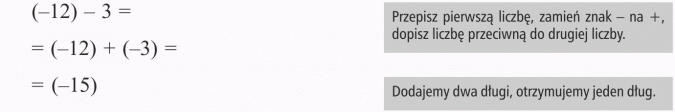 (–12) – 3 =
Przepisz pierwszą liczbę, zamień znak – na +,
dopisz liczbę przeciwną do drugiej liczby.
= (–12) + (–3) =
= (–15)
Dodajemy dwa długi, otrzymujemy jeden dług.